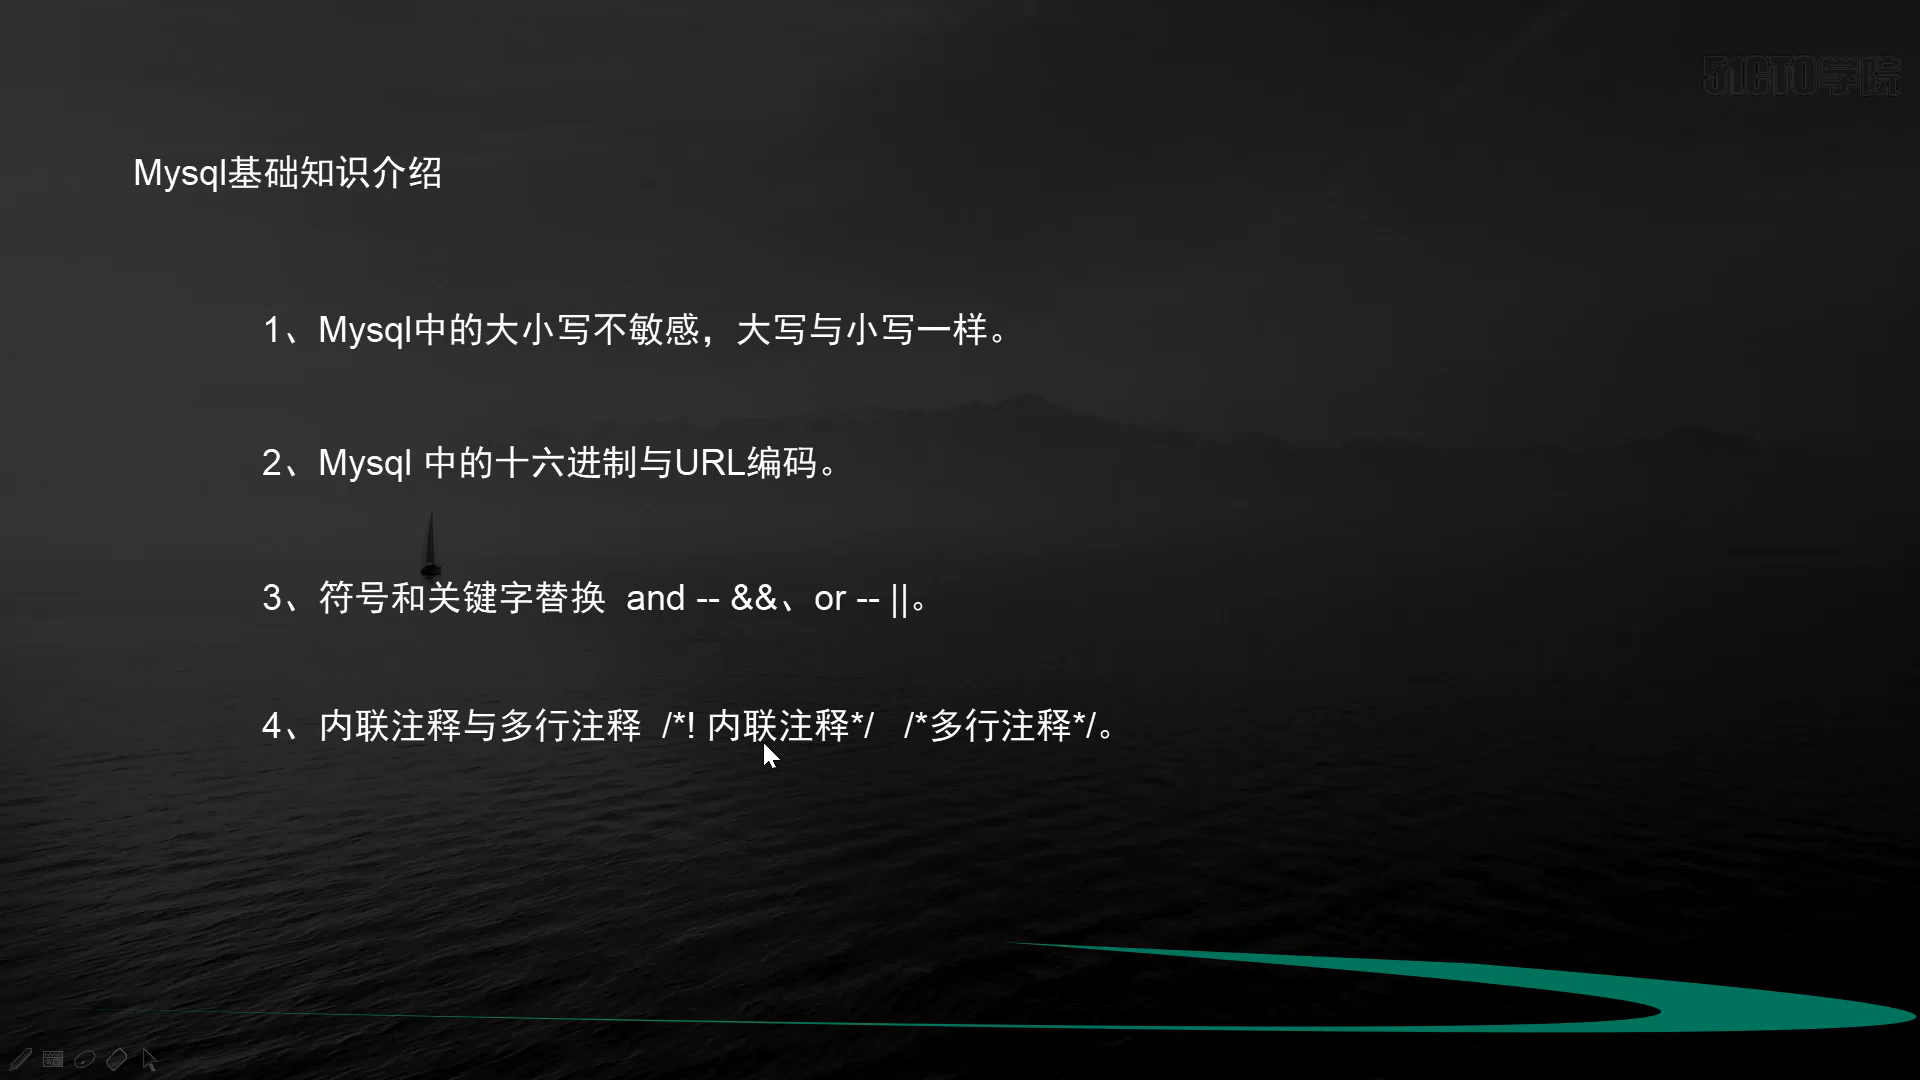 51CTO学院
Mysql基础知识介绍
1、Mysql中的大小写不敏感，大写与小写一样。
2、Mysql 中的十六进制与URL编码。
3、符号和关键字替换 and -- &&、or -- ||。
4、内联注释与多行注释 /*! 内联注释*/ /*多行注释*/。